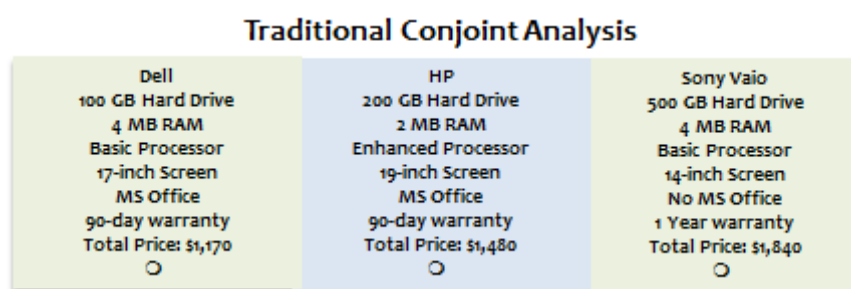 Traditional Conjoint Analysis
Dell
100 GB Hard Drive
4 MB RAM
Basic Processor
17-inch Screen
MS Office
90-day warranty
Total Price: $1,170
HP
200 GB Hard Drive
2 MB RAM
Enhanced Processor
19-inch Screen
MS Office
90-day warranty
Total Price: $1,480
Sony Vaio
500 GB Hard Drive
4 MB RAM
Basic Processor
14-inch Screen
No MS Office
1 Year warranty
Total Price: $1,840